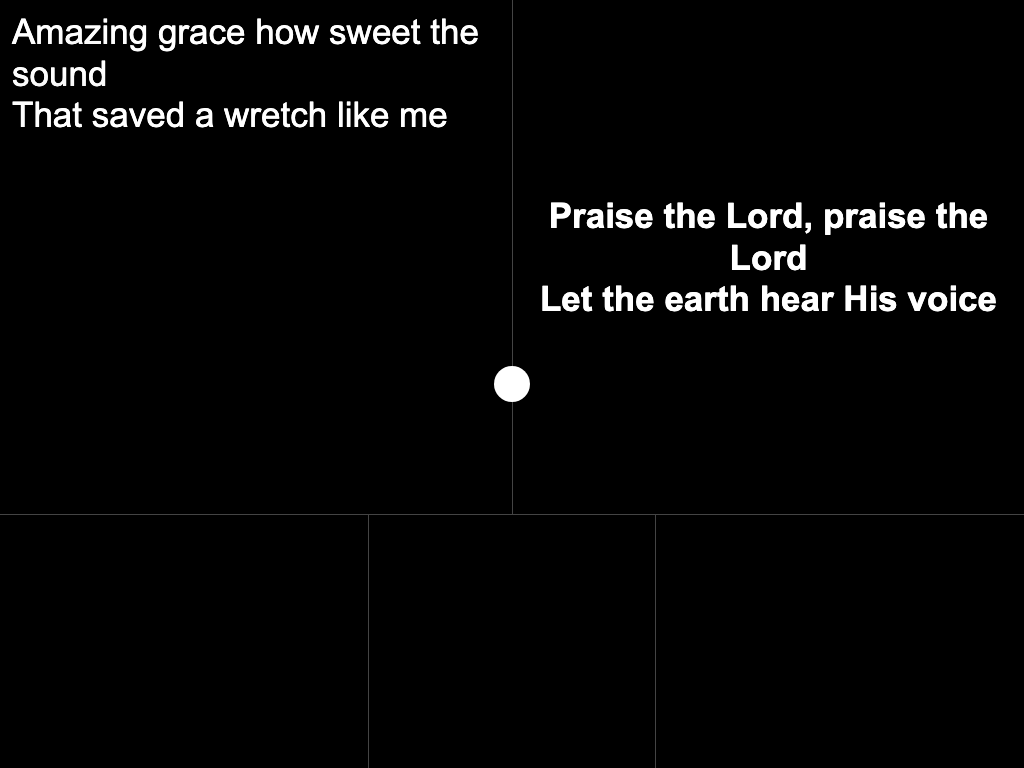 Amazing grace how sweet the
sound
That saved a wretch like me
Praise the Lord, praise the
Lord
Let the earth hear His voice